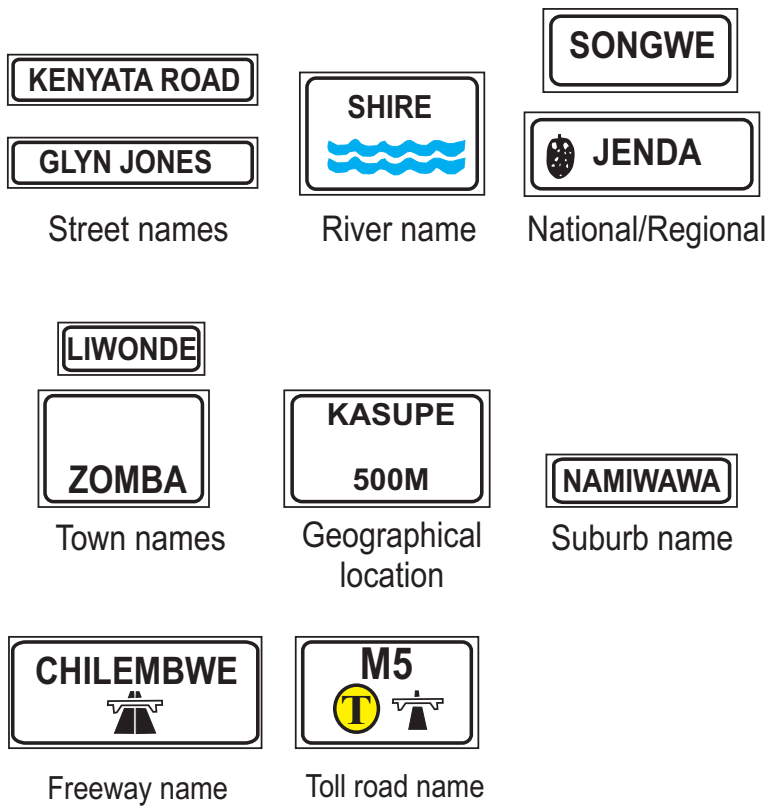 KENYATA ROAD
GLYN JONES
Street names
SHIRE
River name
SONGWE
JENDA
National/Regional
LIWONDE
ZOMBA
Town names
KASUPE
500M
Geographical
location
NAMIWAWA
Suburb name
CHILEMBWE
Freeway name
M5
T
Toll road name